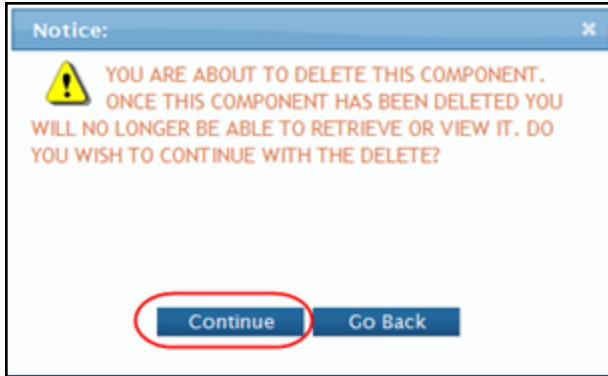 Notice:
YOU ARE ABOUT TO DELETE THIS COMPONENT.
ONCE THIS COMPONENT HAS BEEN DELETED YOU
WILL NO LONGER BE ABLE TO RETRIEVE OR VIEW IT. DO
YOU WISH TO CONTINUE WITH THE DELETE?
Continue Go Back